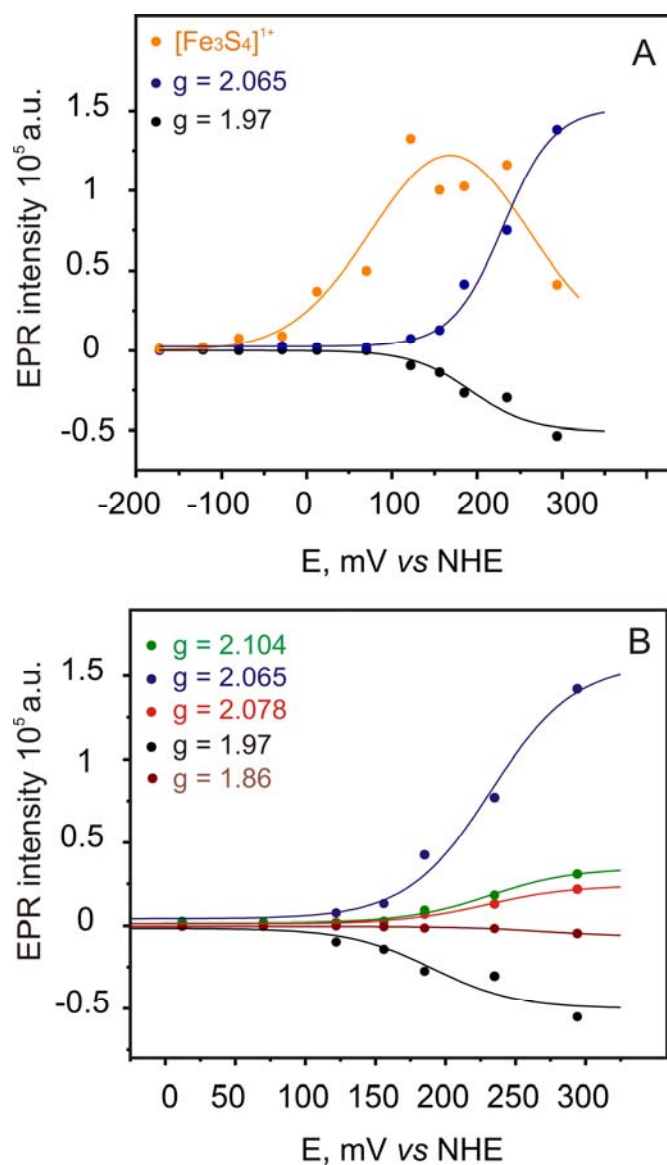 A
[Fe₃S₄]¹⁺
g = 2.065
g = 1.97
1.5
1
0.5
0
-0.5
EPR intensity 10⁵ a.u.
-200 -100 0 100 200 300
E, mV vs NHE
B
g = 2.104
g = 2.065
g = 2.078
g = 1.97
g = 1.86
1.5
1
0.5
0
-0.5
EPR intensity 10⁵ a.u.
0 50 100 150 200 250 300
E, mV vs NHE